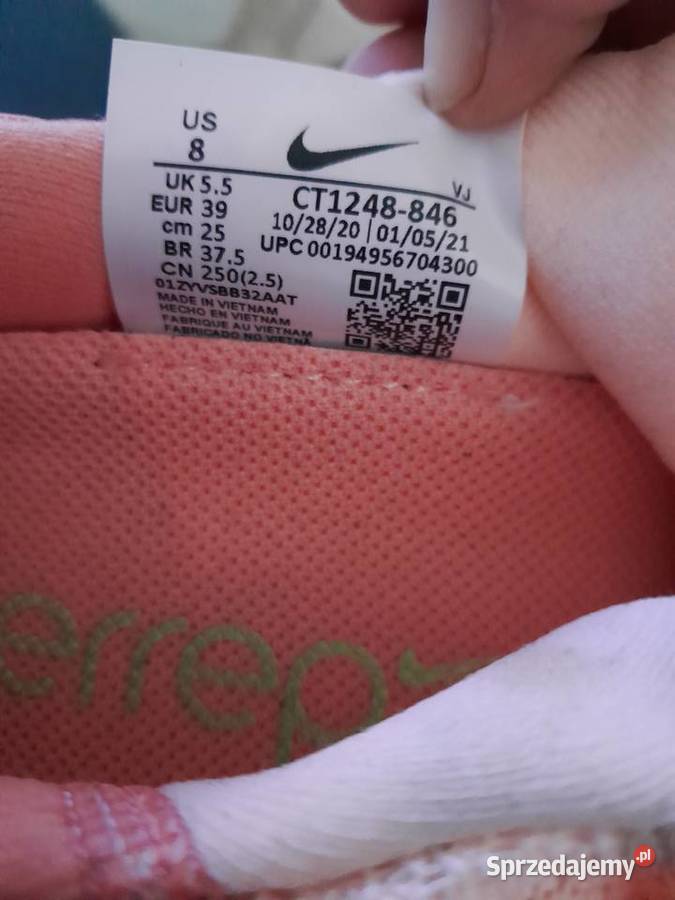 US
8
VJ
UK 5.5
EUR 39
cm 25
BR 37.5
CN 250(2.5)
CT1248-846
10/28/20 | 01/05/21
UPC 00194956704300
01ZYVSBB32AAT
MADE IN VIETNAM
HECHO EN VIETNAM
FABRIQUE AU VIETNAM
FABRICADO NO VIETNÃ
errep
Sprzedajemy.pl